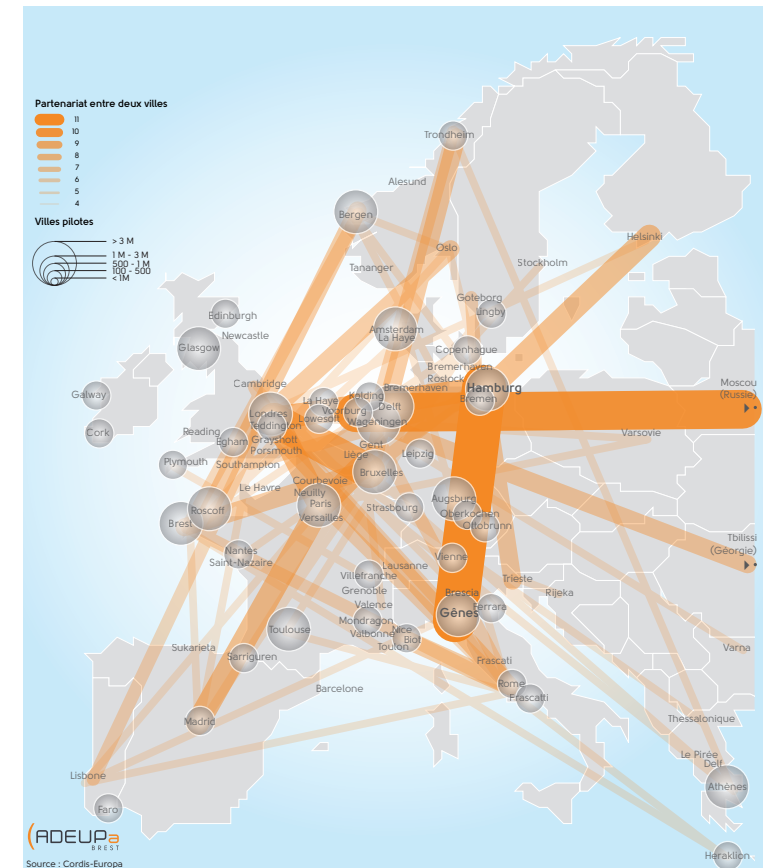 Partenariat entre deux villes
11
10
9
8
7
6
5
4
Villes pilotes
> 3 M
1 M - 3 M
500 - 1 M
100 - 500
< 1M
Trondheim
Alesund
Bergen
Oslo
Helsinki
Tananger
Stockholm
Goteborg
Lingby
Edinburgh
Newcastle
Amsterdam
La Haye
Glasgow
Copenhague
Bremerhaven
Rostock
Hamburg
Bremen
Moscou
(Russie)
Cambridge
Galway
La Haye
Kolding
Bremerhaven
Londres
Voorburg
Delft
Teddington
Lowesoft
Wageningen
Cork
Reading
Egham
Grayshott
Porsmouth
Gent
Liège
Leipzig
Varsovie
Plymouth
Southampton
Bruxelles
Le Havre
Courbevoie
Neuilly
Paris
Versailles
Strasbourg
Augsburg
Oberkochen
Ottobrunn
Roscoff
Brest
Tbilissi
(Géorgie)
Nantes
Saint-Nazaire
Vienne
Lausanne
Villefranche
Trieste
Grenoble
Brescia
Rijeka
Valence
Gênes
Ferrara
Mondragon
Valbonne
Nice
Biot
Toulon
Toulouse
Sukarieta
Sarriguren
Frascati
Varna
Barcelone
Rome
Frascatti
Madrid
Thessalonique
Le Pirée
Delf
Athènes
Lisbone
Faro
Heraklion
(ADEUPa
BREST
Source : Cordis-Europa